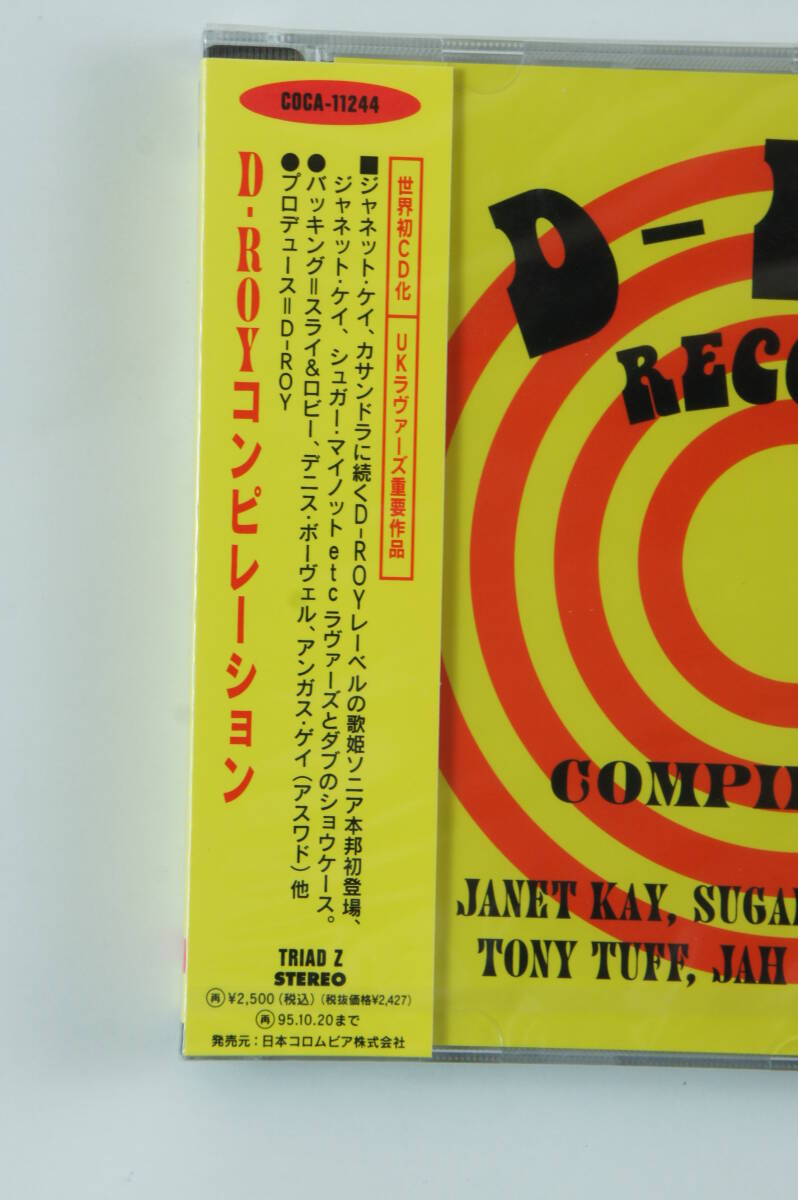 COCA-11244
世界初CD化
UKラヴァーズ重要作品
■ジャネット・ケイ、カサンドラに続くD-ROYレーベルの歌姫ソニア本邦初登場、
ジャネット・ケイ、シュガー・マイノットetcラヴァーズとダブのショウケース。
●バッキング=スライ&ロビー、デニス・ボーヴェル、アンガス・ゲイ(アスワド)他
●プロデュース=D-ROY
D-ROYコンピレーション
TRIAD Z
STEREO
再¥2,500(税込)(税抜価格¥2,427)
再95.10.20まで
発売元:日本コロムビア株式会社
D-
RECO
COMPI
JANET KAY, SUGA
TONY TUFF, JAH